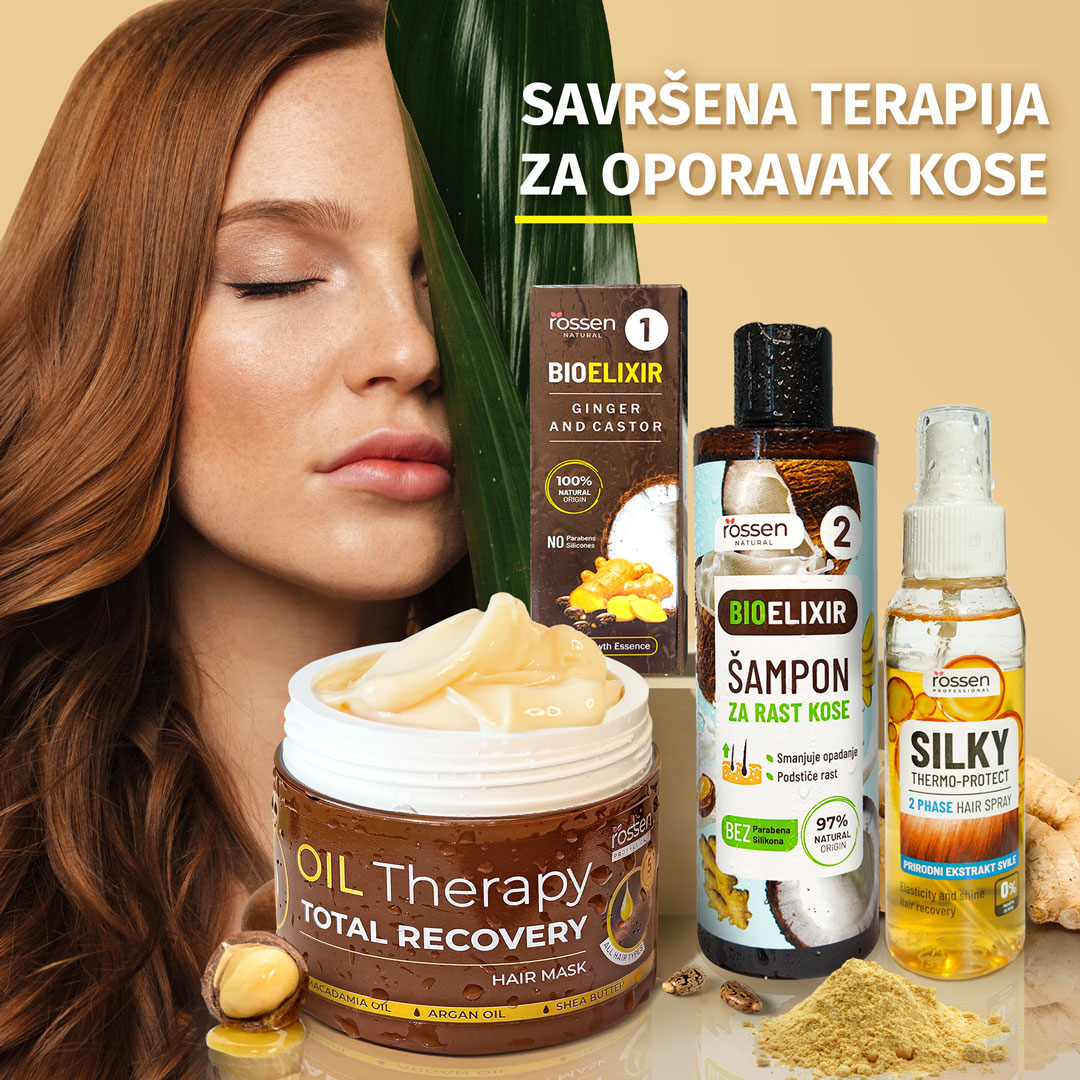 SAVRŠENA TERAPIJA
ZA OPORAVAK KOSE
rossen
NATURAL
1
BIOELIXIR
GINGER
AND CASTOR
100%
NATURAL
ORIGIN
NO Parabens
Silicones
Essence
rossen
NATURAL
2
BIOELIXIR
ŠAMPON
ZA RAST KOSE
Smanjuje opadanje
Podstiče rast
BEZ Parabena
Silikona
97%
NATURAL
ORIGIN
rossen
PROFESSIONAL
SILKY
THERMO-PROTECT
2 PHASE HAIR SPRAY
PRIRODNI EKSTRAKT SVILE
Elasticity and shine
Hair recovery
0%
rossen
OIL Therapy
TOTAL RECOVERY
HAIR MASK
ALL HAIR TYPES
MACADAMIA OIL
ARGAN OIL
SHEA BUTTER